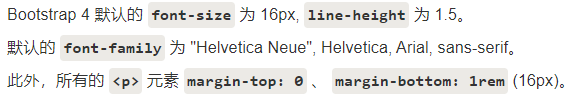 Bootstrap 4 默认的 font-size 为 16px, line-height 为 1.5。
默认的 font-family 为 "Helvetica Neue", Helvetica, Arial, sans-serif。
此外，所有的 <p> 元素 margin-top: 0 、 margin-bottom: 1rem (16px)。